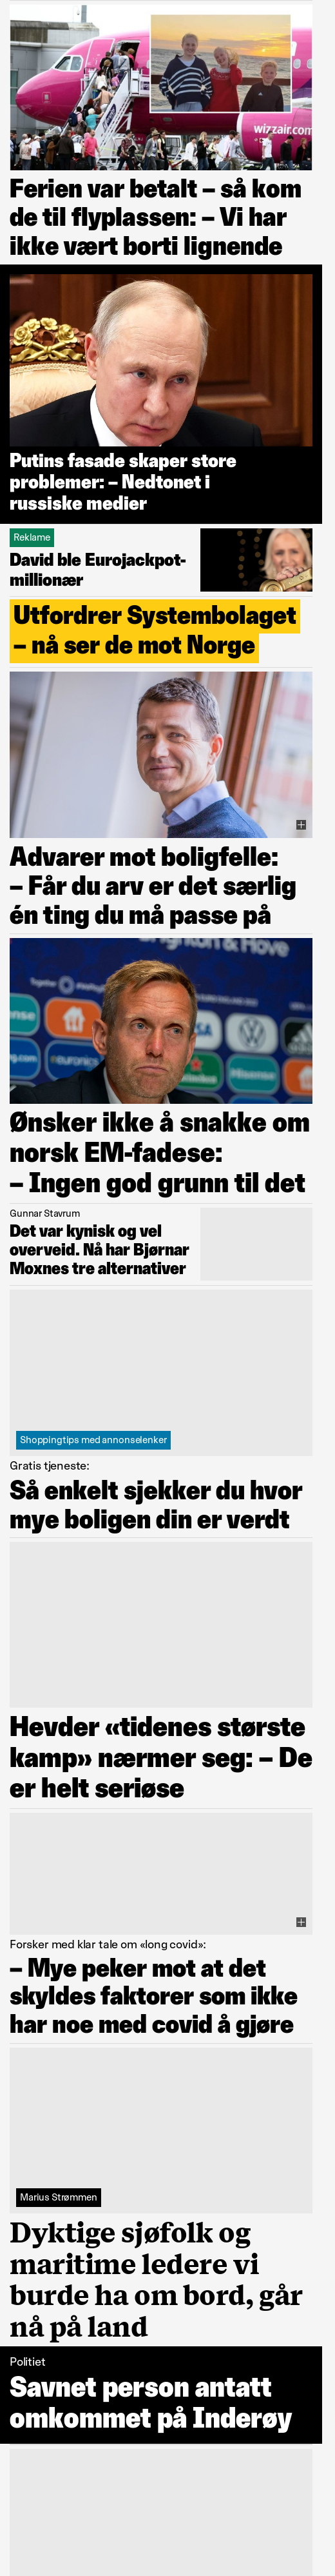 wizzair.com
Ferien var betalt – så kom
de til flyplassen: – Vi har
ikke vært borti lignende
Putins fasade skaper store
problemer: – Nedtonet i
russiske medier
Reklame
David ble Eurojackpot-
millionær
Utfordrer Systembolaget
– nå ser de mot Norge
Advarer mot boligfelle:
– Får du arv er det særlig
én ting du må passe på
Ønsker ikke å snakke om
norsk EM-fadese:
– Ingen god grunn til det
Gunnar Stavrum
Det var kynisk og vel
overveid. Nå har Bjørnar
Moxnes tre alternativer
Shoppingtips med annonselenker
Gratis tjeneste:
Så enkelt sjekker du hvor
mye boligen din er verdt
Hevder «tidenes største
kamp» nærmer seg: – De
er helt seriøse
Forsker med klar tale om «long covid»:
– Mye peker mot at det
skyldes faktorer som ikke
har noe med covid å gjøre
Marius Strømmen
Dyktige sjøfolk og
maritime ledere vi
burde ha om bord, går
nå på land
Politiet
Savnet person antatt
omkommet på Inderøy